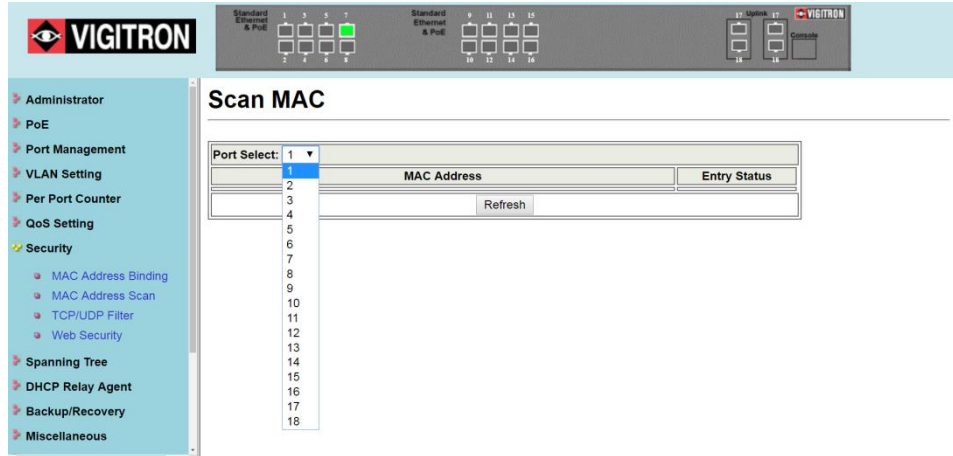 VIGITRON
Standard
Ethernet
& PoE
1 3 5 7
2 4 6 8
Standard
Ethernet
& PoE
9 11 13 15
10 12 14 16
17 Uplink 17
18 18
VIGITRON
Console
Administrator
PoE
Port Management
VLAN Setting
Per Port Counter
QoS Setting
Security
MAC Address Binding
MAC Address Scan
TCP/UDP Filter
Web Security
Spanning Tree
DHCP Relay Agent
Backup/Recovery
Miscellaneous
Scan MAC
Port Select: 1
MAC Address Entry Status
Refresh
1
2
3
4
5
6
7
8
9
10
11
12
13
14
15
16
17
18